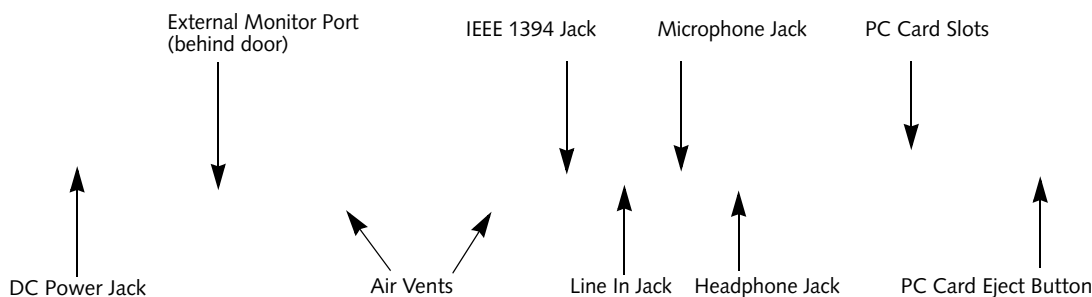 External Monitor Port
(behind door)
IEEE 1394 Jack
Microphone Jack
PC Card Slots
DC Power Jack
Air Vents
Line In Jack
Headphone Jack
PC Card Eject Button